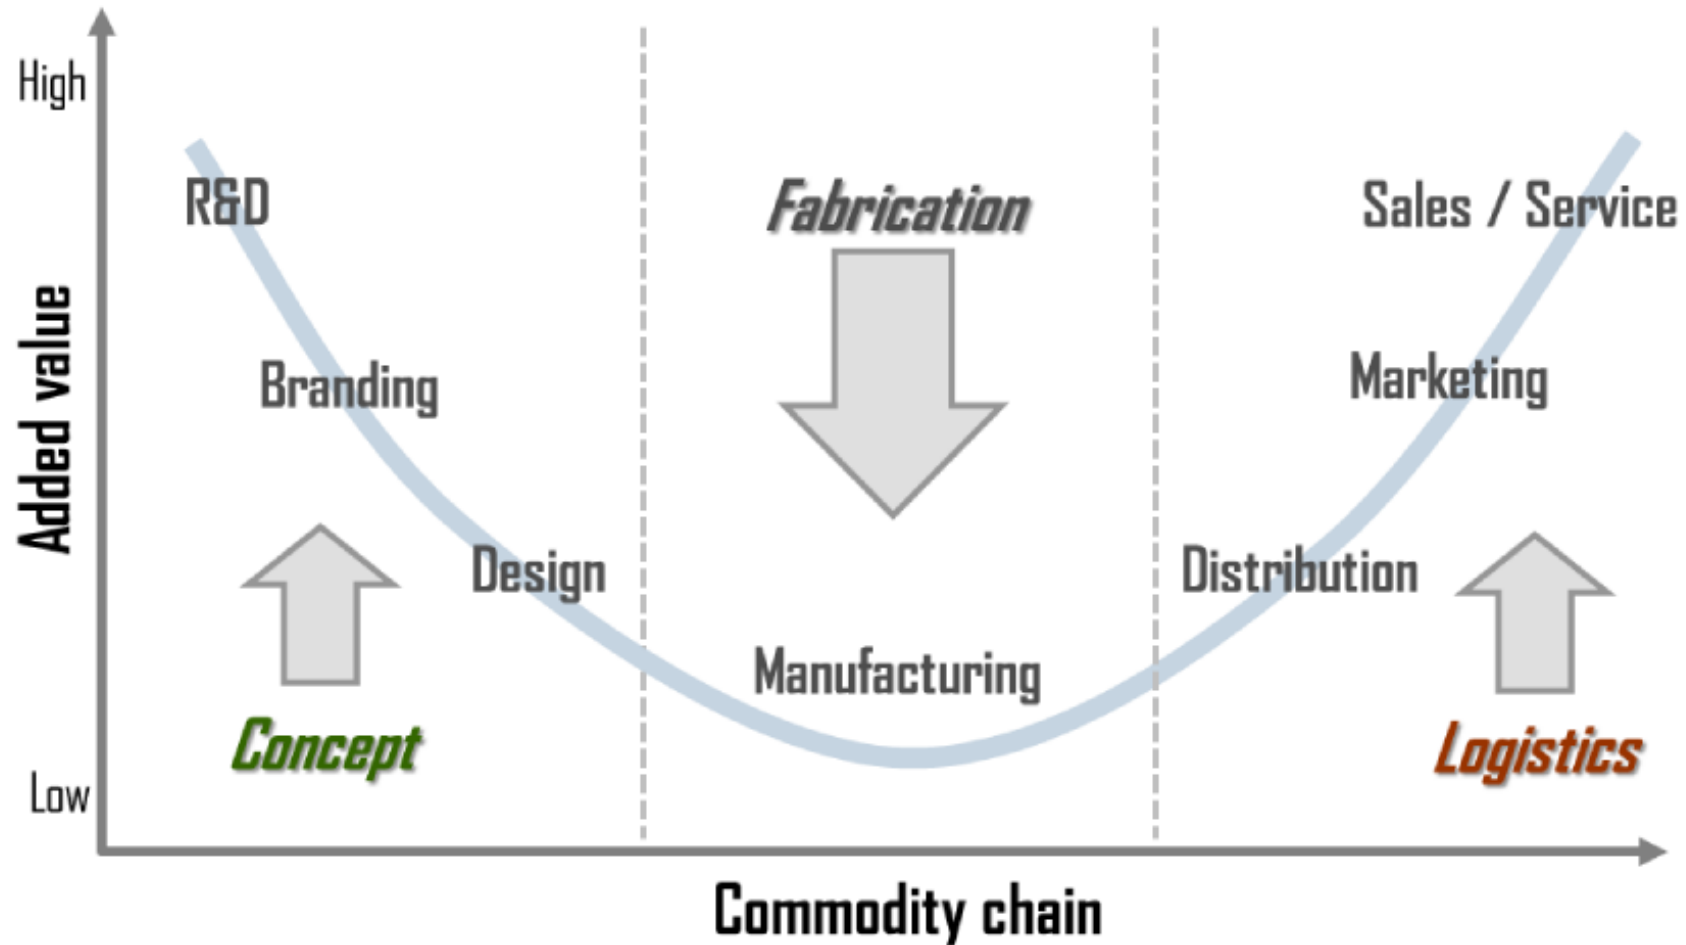 High
R&D
Fabrication
Sales / Service
Added value
Branding
Marketing
Design
Distribution
Manufacturing
Concept
Logistics
Low
Commodity chain